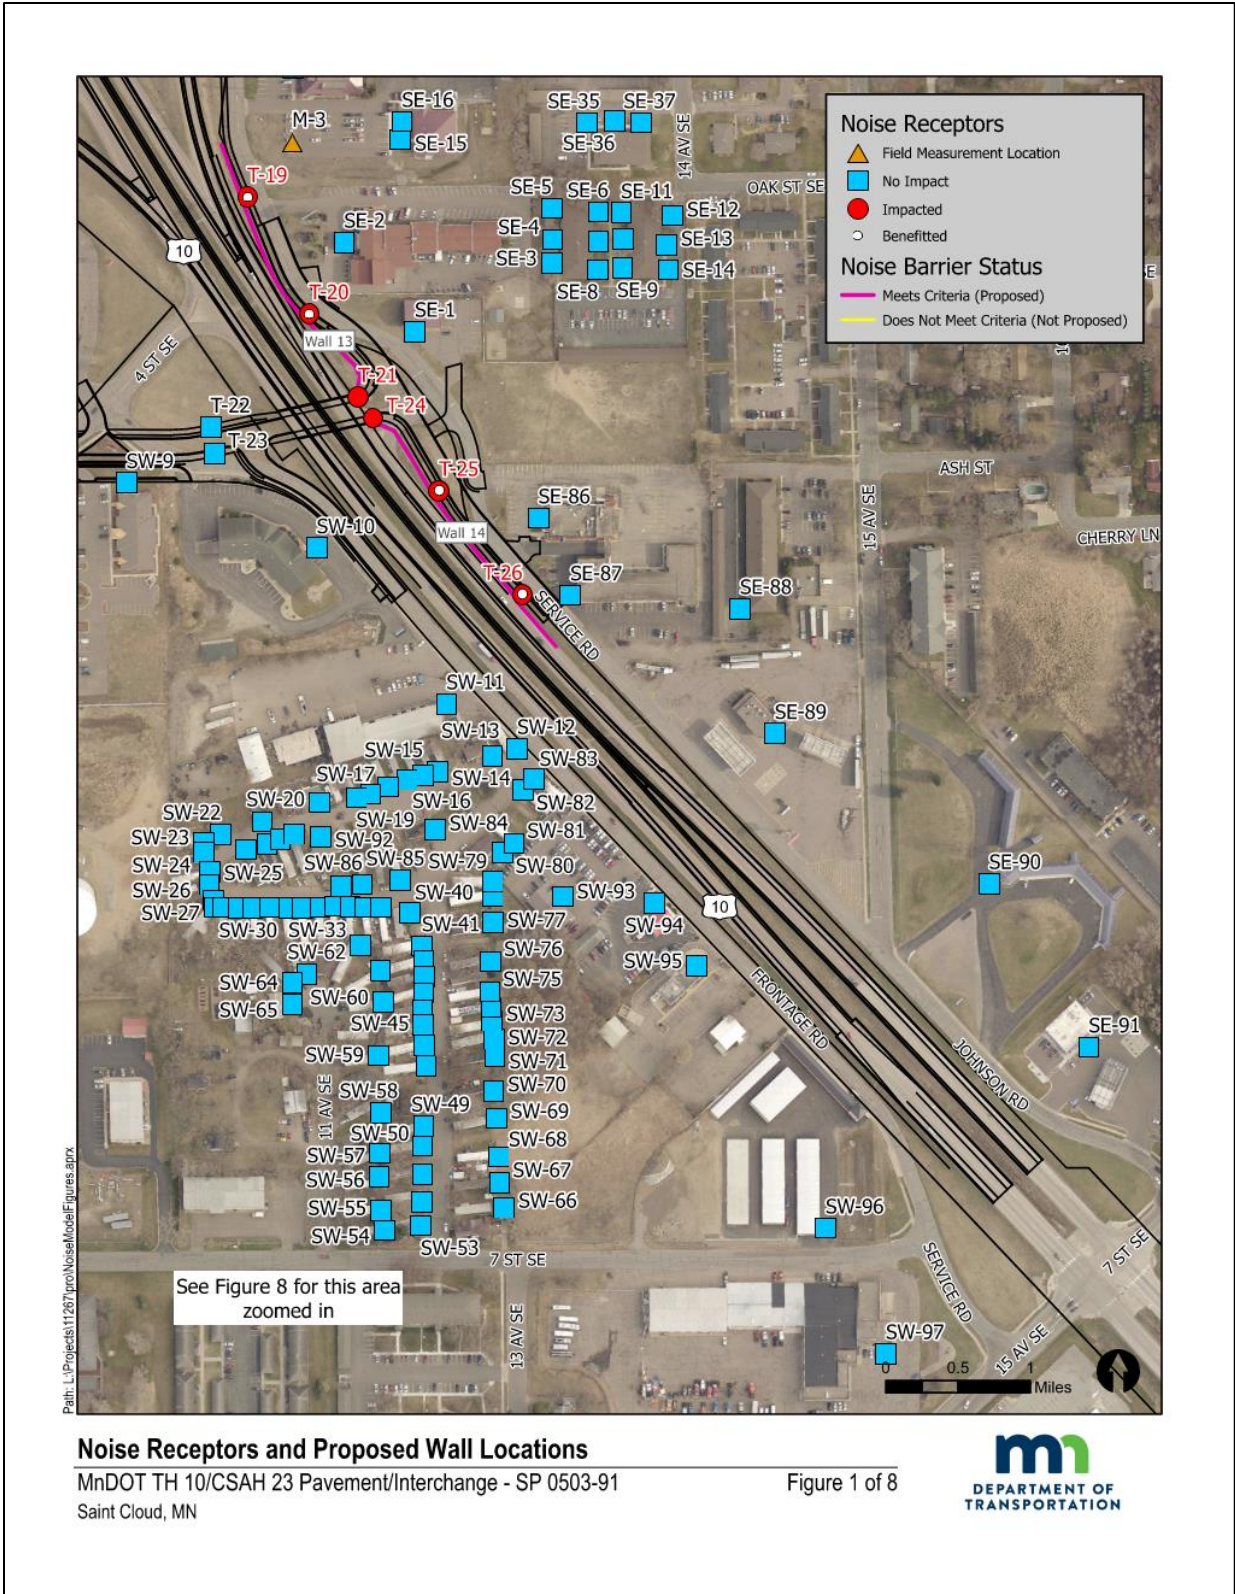 SE-16
SE-35
SE-37
M-3
SE-15
SE-36
14 AV SE
Noise Receptors
Field Measurement Location
No Impact
Impacted
Benefitted
Noise Barrier Status
Meets Criteria (Proposed)
Does Not Meet Criteria (Not Proposed)
T-19
OAK ST SE
SE-5
SE-6
SE-11
SE-12
SE-2
SE-4
SE-13
10
SE-3
SE-14
SE-8
SE-9
E
T-20
SE-1
Wall 13
4 ST SE
T-21
T-24
T-22
T-23
SW-9
T-25
ASH ST
SE-86
15 AV SE
SW-10
Wall 14
CHERRY LN
T-26
SE-87
SE-88
SERVICE RD
SW-11
SE-89
SW-13
SW-12
SW-15
SW-83
SW-17
SW-14
SW-20
SW-16
SW-82
SW-22
SW-19
SW-84
SW-81
SW-23
SW-92
SW-79
SW-80
SW-24
SW-25
SW-86
SW-85
SE-90
SW-26
SW-40
SW-93
SW-27
SW-30
SW-33
SW-41
SW-77
10
SW-94
SW-62
SW-76
SW-95
SW-64
SW-75
SW-65
SW-60
FRONTAGE RD
SW-45
SW-73
SW-72
SE-91
SW-59
SW-71
JOHNSON RD
SW-70
SW-58
11 AV SE
SW-49
SW-69
SW-50
SW-68
SW-57
SW-56
SW-67
SW-55
SW-66
SW-96
SW-54
SW-53
7 ST SE
7 ST SE
See Figure 8 for this area
zoomed in
SERVICE RD
13 AV SE
SW-97
15 AV SE
0
0.5
1
Miles
Path: L:\Projects\11267\pro\NoiseModelFigures.aprx
Noise Receptors and Proposed Wall Locations
MnDOT TH 10/CSAH 23 Pavement/Interchange - SP 0503-91
Figure 1 of 8
Saint Cloud, MN
mn
DEPARTMENT OF
TRANSPORTATION